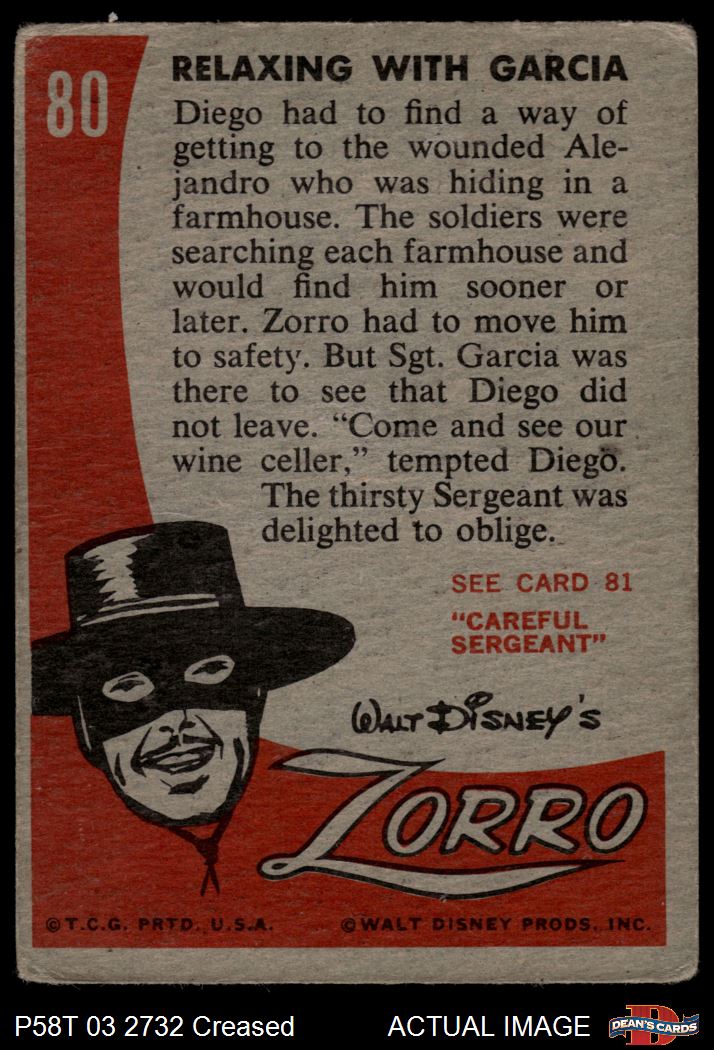 80
RELAXING WITH GARCIA
Diego had to find a way of
getting to the wounded Ale-
jandro who was hiding in a
farmhouse. The soldiers were
searching each farmhouse and
would find him sooner or
later. Zorro had to move him
to safety. But Sgt. Garcia was
there to see that Diego did
not leave. “Come and see our
wine celler,” tempted Diego.
The thirsty Sergeant was
delighted to oblige.
SEE CARD 81
“CAREFUL
SERGEANT”
WALT DISNEY'S
ZORRO
©T.C.G. PRTD. U.S.A. ©WALT DISNEY PRODS. INC.
P58T 03 2732 Creased ACTUAL IMAGE DEAN'S CARDS